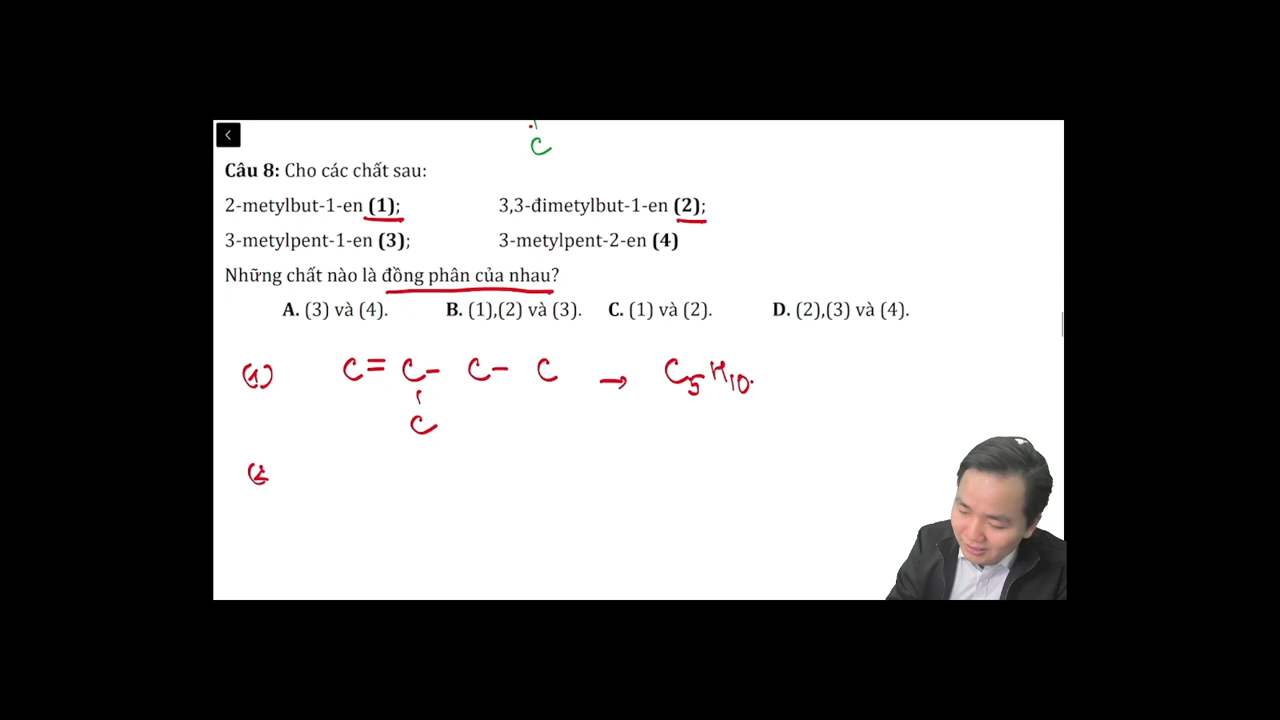 C
Câu 8: Cho các chất sau:
2-metylbut-1-en (1); 3,3-đimetylbut-1-en (2);
3-metylpent-1-en (3); 3-metylpent-2-en (4)
Những chất nào là đồng phân của nhau?
A. (3) và (4). B. (1),(2) và (3). C. (1) và (2). D. (2),(3) và (4).
(1) C = C - C - C → C5H10.
C
(2